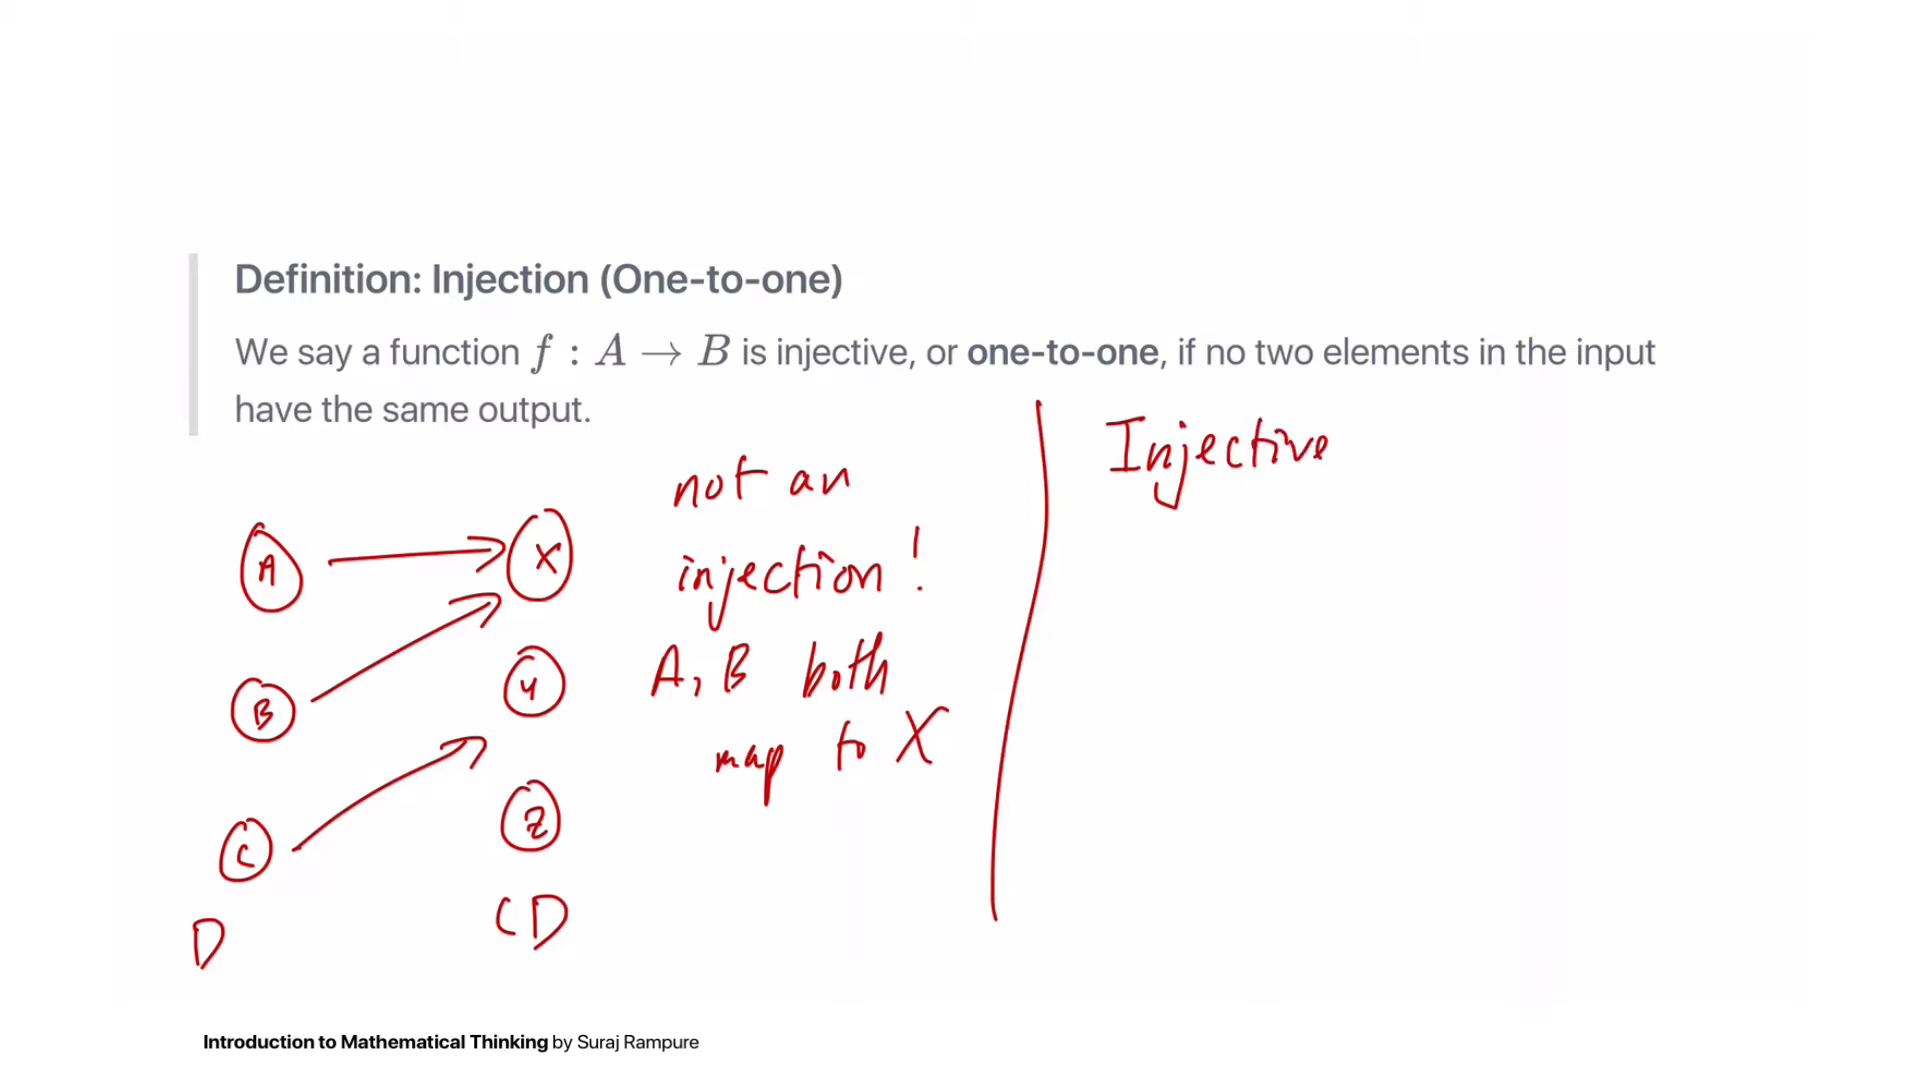 Definition: Injection (One-to-one)
We say a function f : A → B is injective, or one-to-one, if no two elements in the input
have the same output.
not an
injection!
A, B both
map to X
A
X
B
y
C
Z
D
CD
Injective
Introduction to Mathematical Thinking by Suraj Rampure